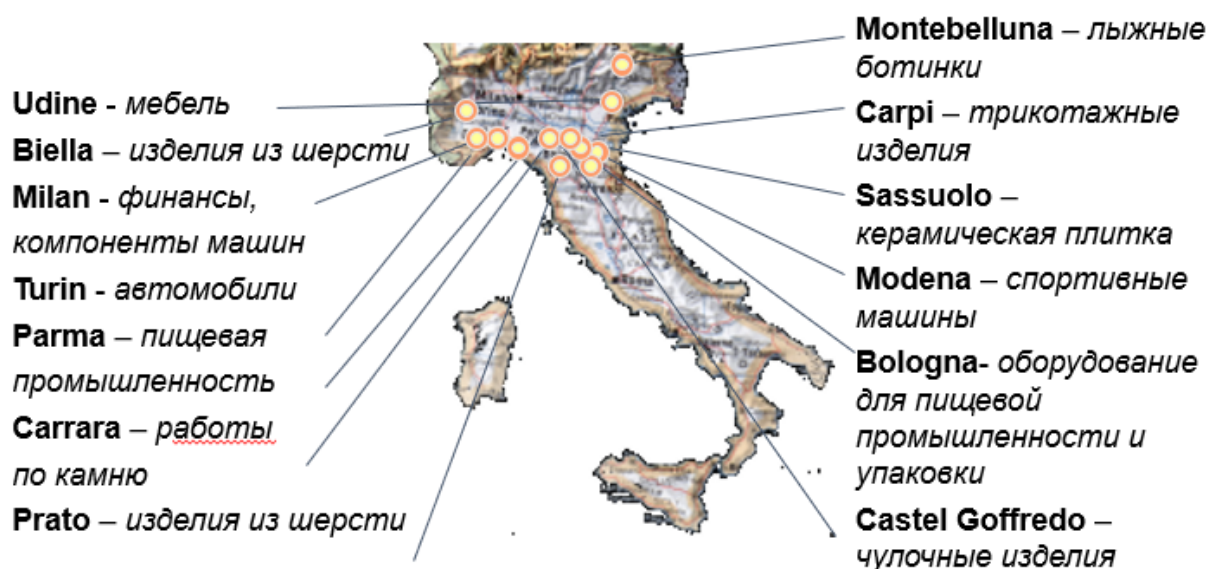 Udine - мебель
Biella – изделия из шерсти
Milan - финансы,
компоненты машин
Turin - автомобили
Parma – пищевая
промышленность
Carrara – работы
по камню
Prato – изделия из шерсти
Montebelluna – лыжные
ботинки
Carpi – трикотажные
изделия
Sassuolo –
керамическая плитка
Modena – спортивные
машины
Bologna- оборудование
для пищевой
промышленности и
упаковки
Castel Goffredo –
чулочные изделия